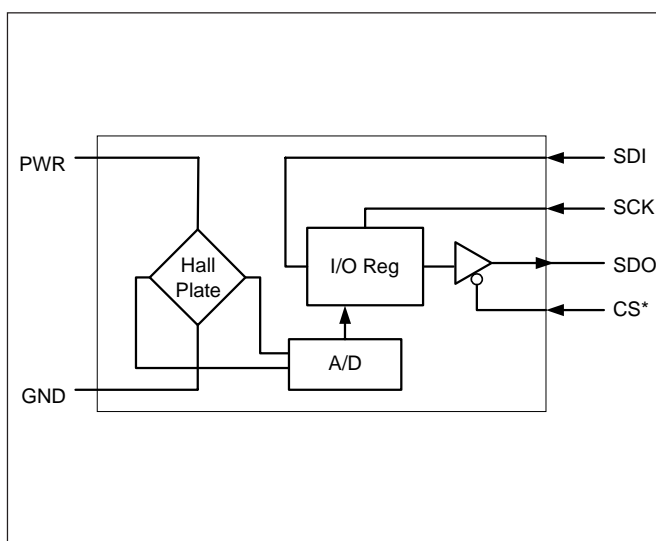 PWR
SDI
SCK
Hall
Plate
I/O Reg
SDO
CS*
A/D
GND